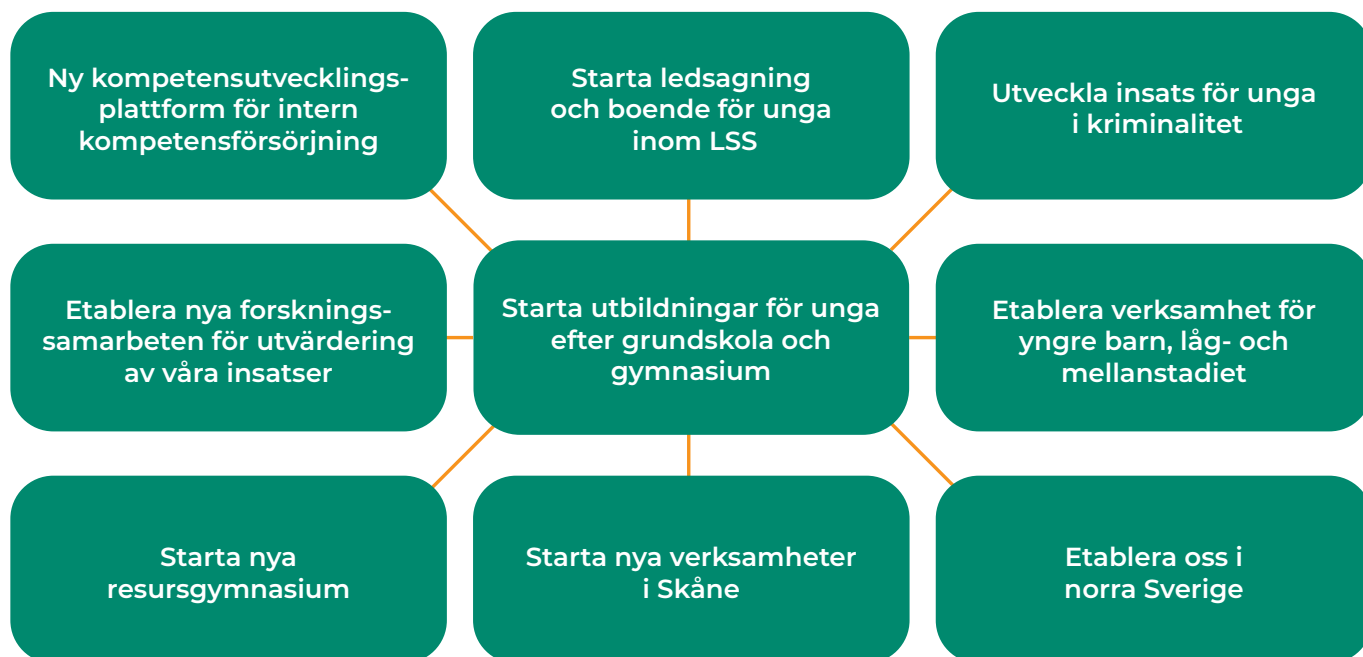 Ny kompetensutvecklings-
plattform för intern
kompetensförsörjning
Starta ledsagning
och boende för unga
inom LSS
Utveckla insats för unga
i kriminalitet
Etablera nya forsknings-
samarbeten för utvärdering
av våra insatser
Starta utbildningar för unga
efter grundskola och
gymnasium
Etablera verksamhet för
yngre barn, låg- och
mellanstadiet
Starta nya
resursgymnasium
Starta nya verksamheter
i Skåne
Etablera oss i
norra Sverige